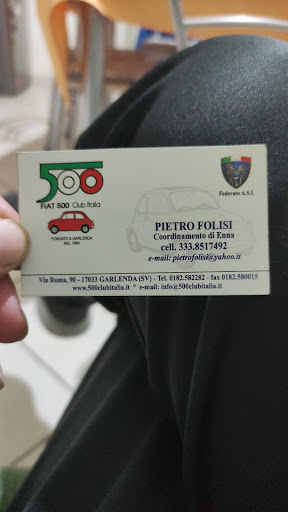 500
FIAT 500 Club Italia
FONDATO A GARLENDA
NEL 1984
Federato A.S.I.
PIETRO FOLISI
Coordinamento di Enna
cell. 333.8517492
e-mail: pietrofolisi@yahoo.it
Via Roma, 90 - 17033 GARLENDA (SV) - Tel. 0182.582282 - fax 0182.580015
www.500clubitalia.it ° e-mail: info@500clubitalia.it